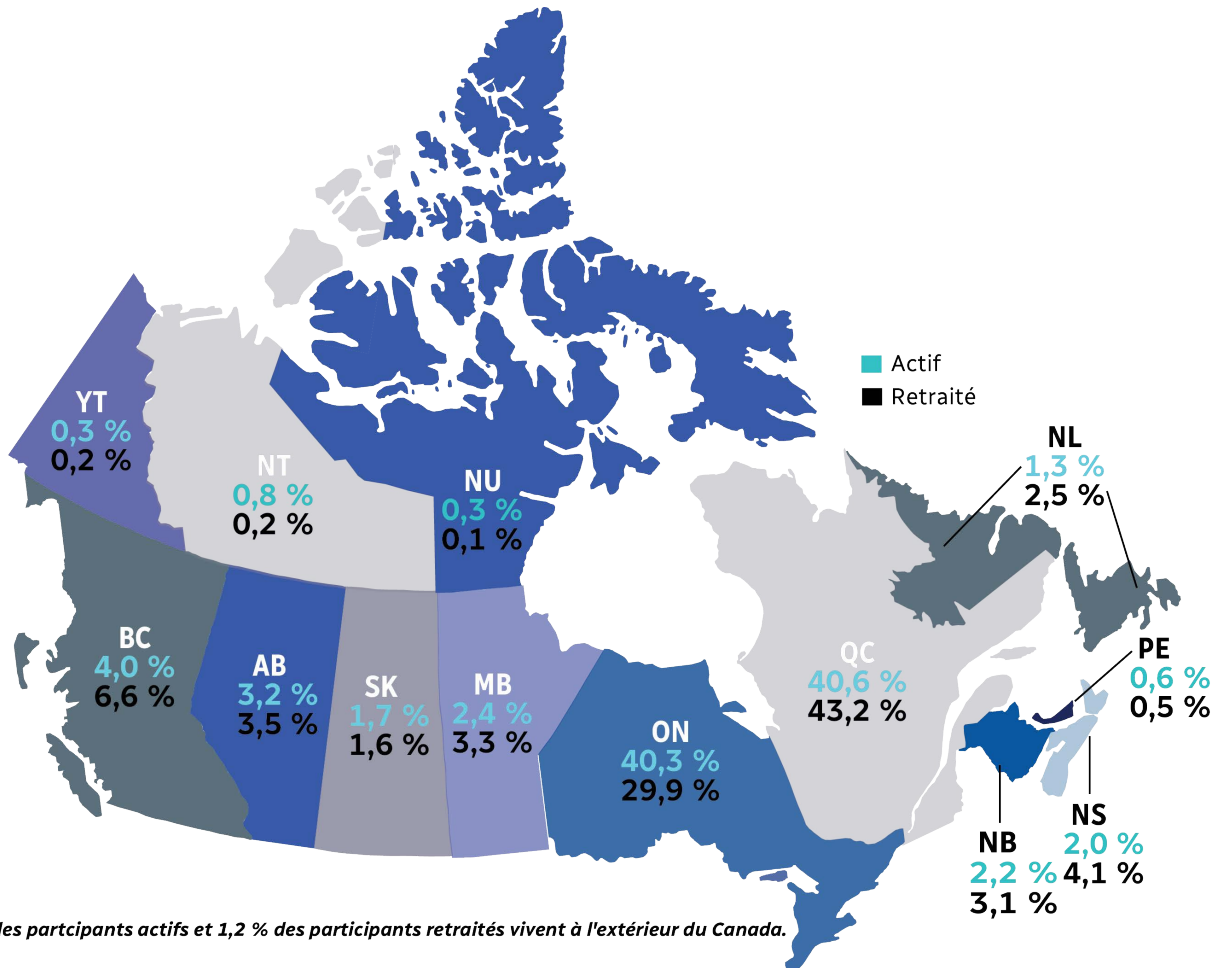 Actif
Retraité
YT
0,3 %
0,2 %
NT
0,8 %
0,2 %
NU
0,3 %
0,1 %
NL
1,3 %
2,5 %
BC
4,0 %
6,6 %
AB
3,2 %
3,5 %
SK
1,7 %
1,6 %
MB
2,4 %
3,3 %
ON
40,3 %
29,9 %
QC
40,6 %
43,2 %
PE
0,6 %
0,5 %
NB
2,2 %
3,1 %
NS
2,0 %
4,1 %
des partcipants actifs et 1,2 % des participants retraités vivent à l'extérieur du Canada.